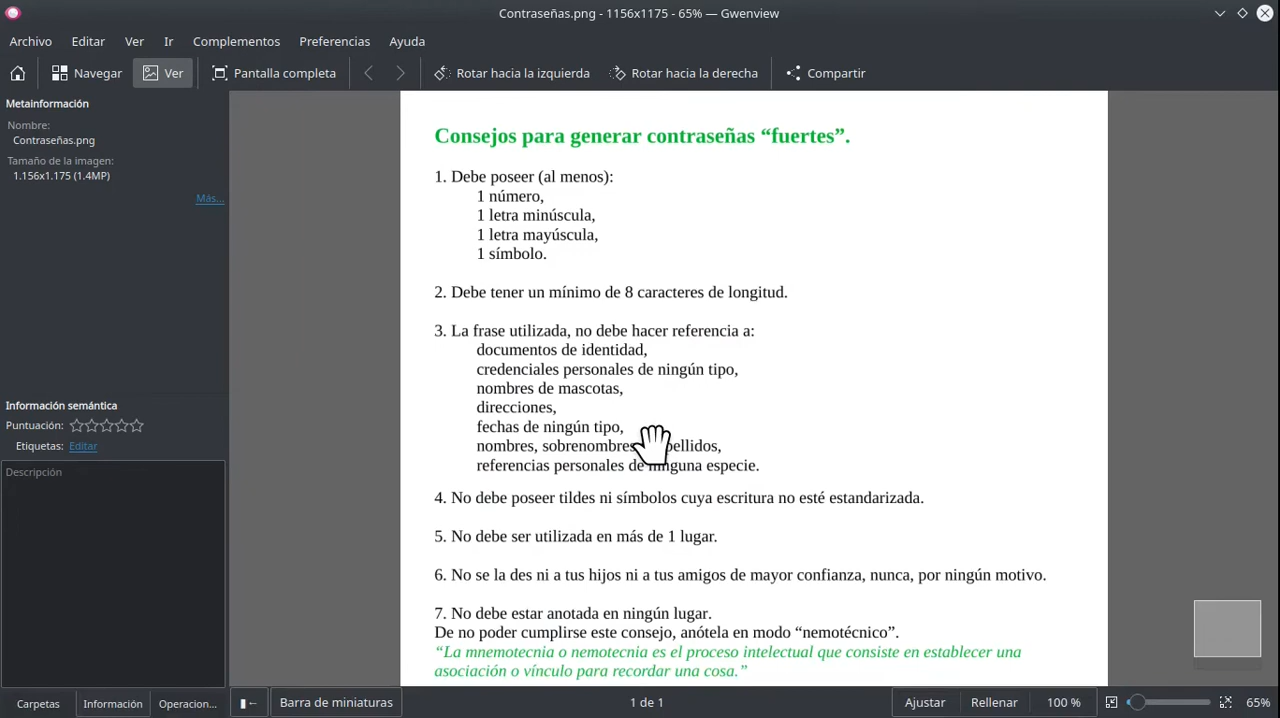 Contraseñas.png - 1156x1175 - 65% — Gwenview
Archivo Editar Ver Ir Complementos Preferencias Ayuda
Navegar Ver Pantalla completa Rotar hacia la izquierda Rotar hacia la derecha Compartir
Metainformación
Nombre:
Contraseñas.png
Tamaño de la imagen:
1.156x1.175 (1.4MP)
Más...
Información semántica
Puntuación:
Etiquetas: Editar
Descripción
Consejos para generar contraseñas “fuertes”.
1. Debe poseer (al menos):
1 número,
1 letra minúscula,
1 letra mayúscula,
1 símbolo.
2. Debe tener un mínimo de 8 caracteres de longitud.
3. La frase utilizada, no debe hacer referencia a:
documentos de identidad,
credenciales personales de ningún tipo,
nombres de mascotas,
direcciones,
fechas de ningún tipo,
nombres, sobrenombres
referencias personales de ninguna especie.
4. No debe poseer tildes ni símbolos cuya escritura no esté estandarizada.
5. No debe ser utilizada en más de 1 lugar.
6. No se la des ni a tus hijos ni a tus amigos de mayor confianza, nunca, por ningún motivo.
7. No debe estar anotada en ningún lugar.
De no poder cumplirse este consejo, anótela en modo “nemotécnico”.
“La mnemotecnia o nemotecnia es el proceso intelectual que consiste en establecer una
asociación o vínculo para recordar una cosa.”
Carpetas Información Operacion... Barra de miniaturas 1 de 1 Ajustar Rellenar 100 % 65%